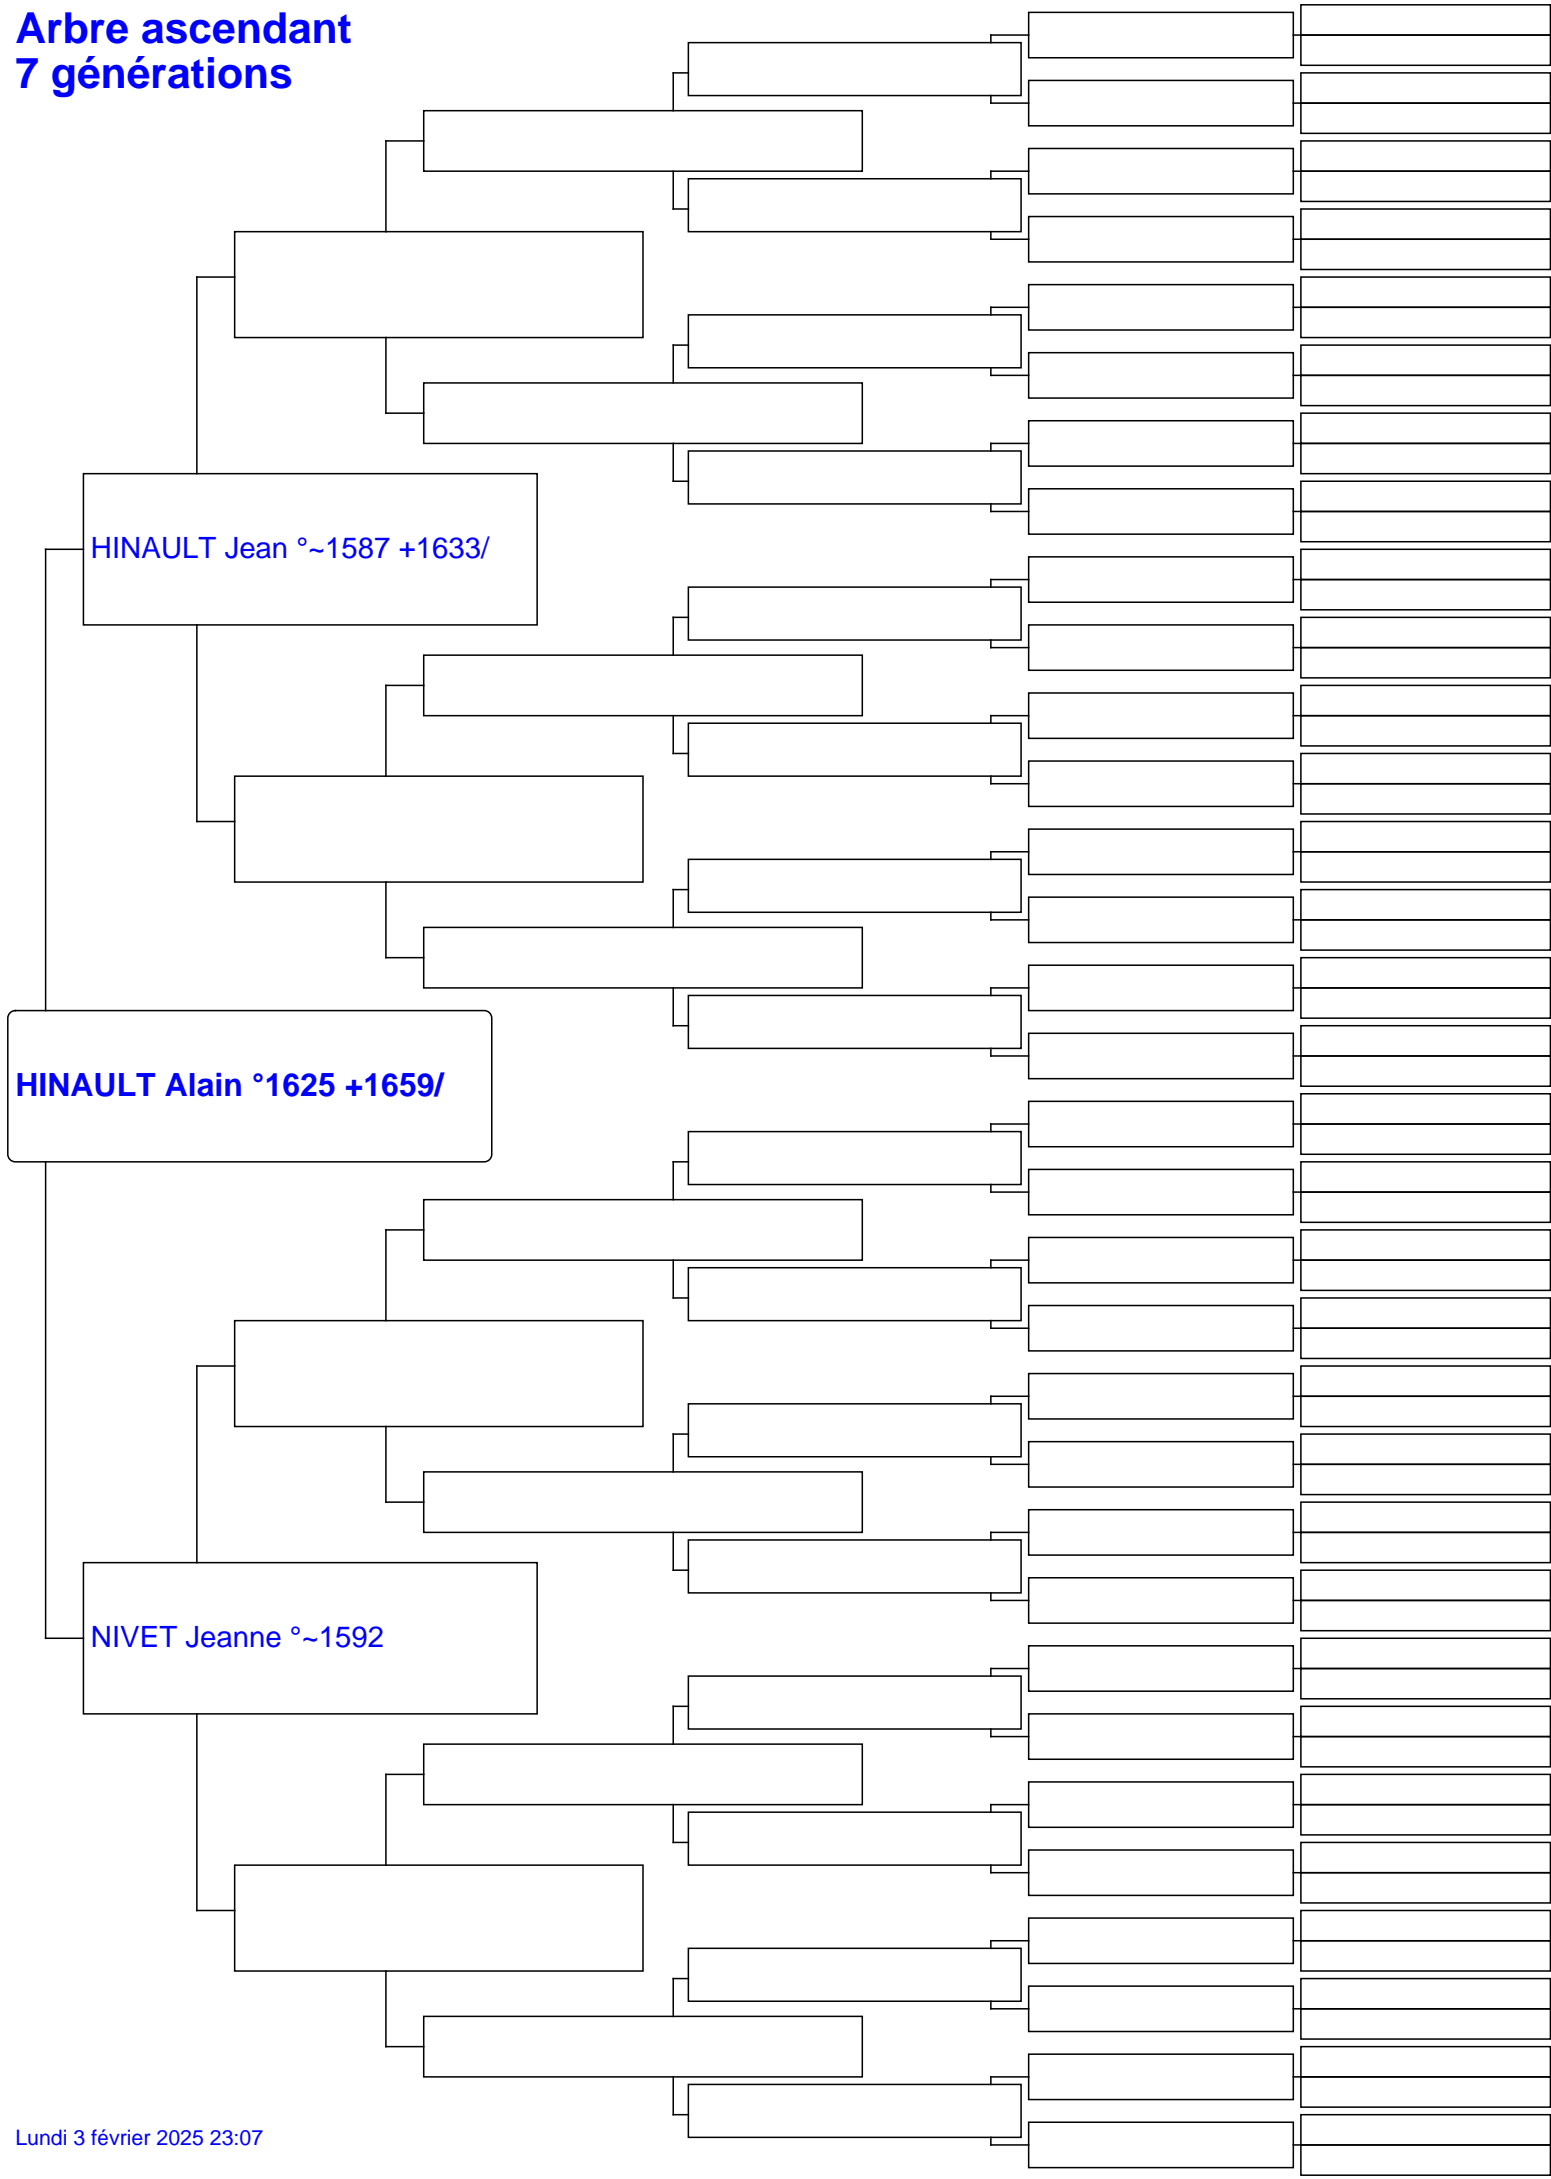 Arbre ascendant
7 générations
HINAULT Jean °~1587 +1633/
HINAULT Alain °1625 +1659/
NIVET Jeanne °~1592
Lundi 3 février 2025 23:07